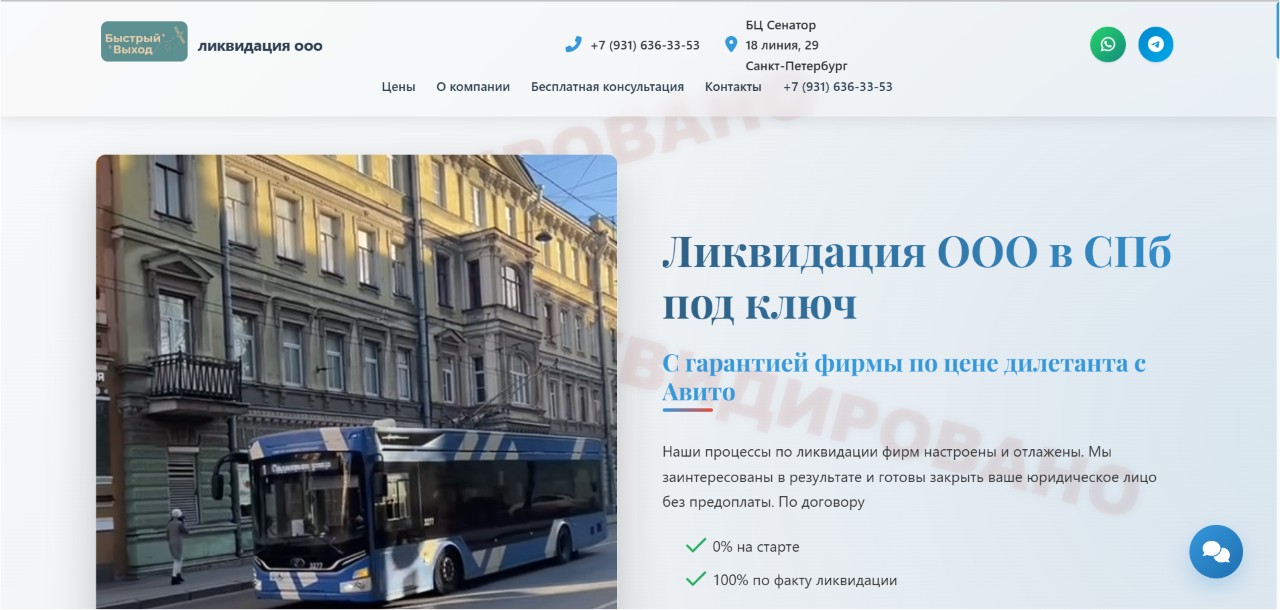 Быстрый
Выход
ликвидация ооо
+7 (931) 636-33-53
БЦ Сенатор
18 линия, 29
Санкт-Петербург
Цены О компании Бесплатная консультация Контакты +7 (931) 636-33-53
Ликвидация ООО в СПб
под ключ
С гарантией фирмы по цене дилетанта с
Авито
Наши процессы по ликвидации фирм настроены и отлажены. Мы
заинтересованы в результате и готовы закрыть ваше юридическое лицо
без предоплаты. По договору
0% на старте
100% по факту ликвидации
3277
3277